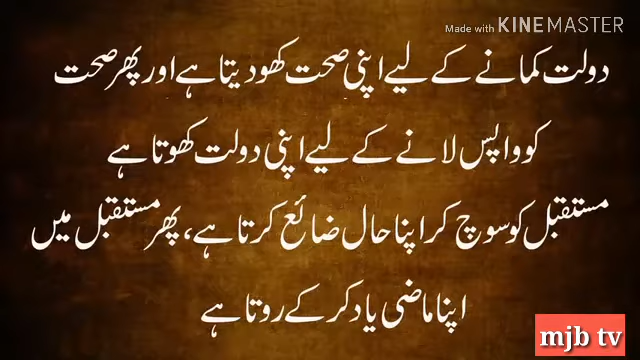 Made with KINEMASTER
دولت کمانے کے لیے اپنی صحت کھو دیتا ہے اور پھر صحت
کو واپس لانے کے لیے اپنی دولت کھوتا ہے
مستقبل کو سوچ کر اپنا حال ضائع کرتا ہے، پھر مستقبل میں
اپنا ماضی یاد کر کے روتا ہے
mjb tv